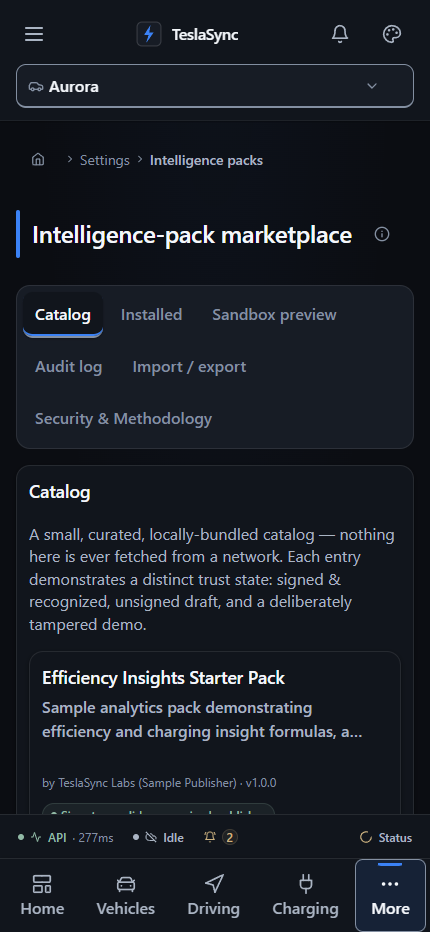 TeslaSync
Aurora
Settings > Intelligence packs
Intelligence-pack marketplace
Catalog Installed Sandbox preview
Audit log Import / export
Security & Methodology
Catalog
A small, curated, locally-bundled catalog — nothing
here is ever fetched from a network. Each entry
demonstrates a distinct trust state: signed &
recognized, unsigned draft, and a deliberately
tampered demo.
Efficiency Insights Starter Pack
Sample analytics pack demonstrating
efficiency and charging insight formulas, a...
by TeslaSync Labs (Sample Publisher) · v1.0.0
API · 277ms Idle 2 Status
Home Vehicles Driving Charging More